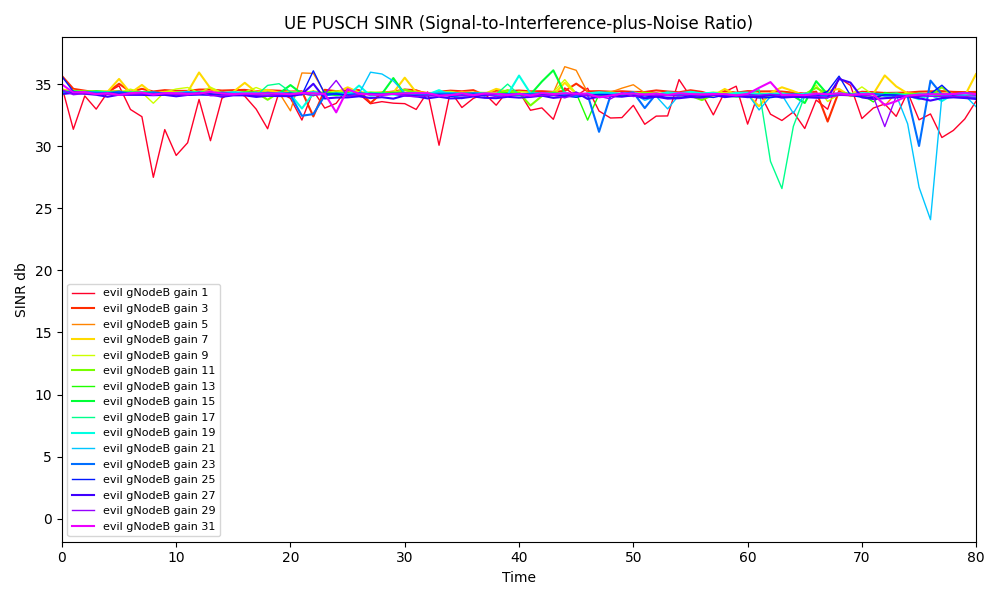 UE PUSCH SINR (Signal-to-Interference-plus-Noise Ratio)
SINR db
35
30
25
20
15
10
5
0
evil gNodeB gain 1
evil gNodeB gain 3
evil gNodeB gain 5
evil gNodeB gain 7
evil gNodeB gain 9
evil gNodeB gain 11
evil gNodeB gain 13
evil gNodeB gain 15
evil gNodeB gain 17
evil gNodeB gain 19
evil gNodeB gain 21
evil gNodeB gain 23
evil gNodeB gain 25
evil gNodeB gain 27
evil gNodeB gain 29
evil gNodeB gain 31
0 10 20 30 40 50 60 70 80
Time